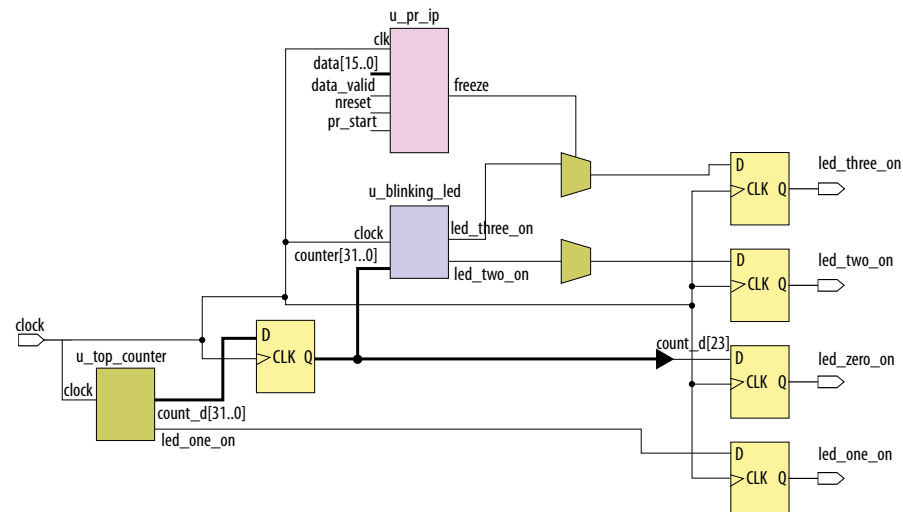 u_pr_ip
clk
data[15..0]
data_valid
nreset
pr_start
freeze
u_blinking_led
clock
counter[31..0]
led_three_on
led_two_on
D
CLK Q
led_three_on
D
CLK Q
led_two_on
clock
u_top_counter
clock
count_d[31..0]
led_one_on
D
CLK Q
count_d[23]
D
CLK Q
led_zero_on
D
CLK Q
led_one_on